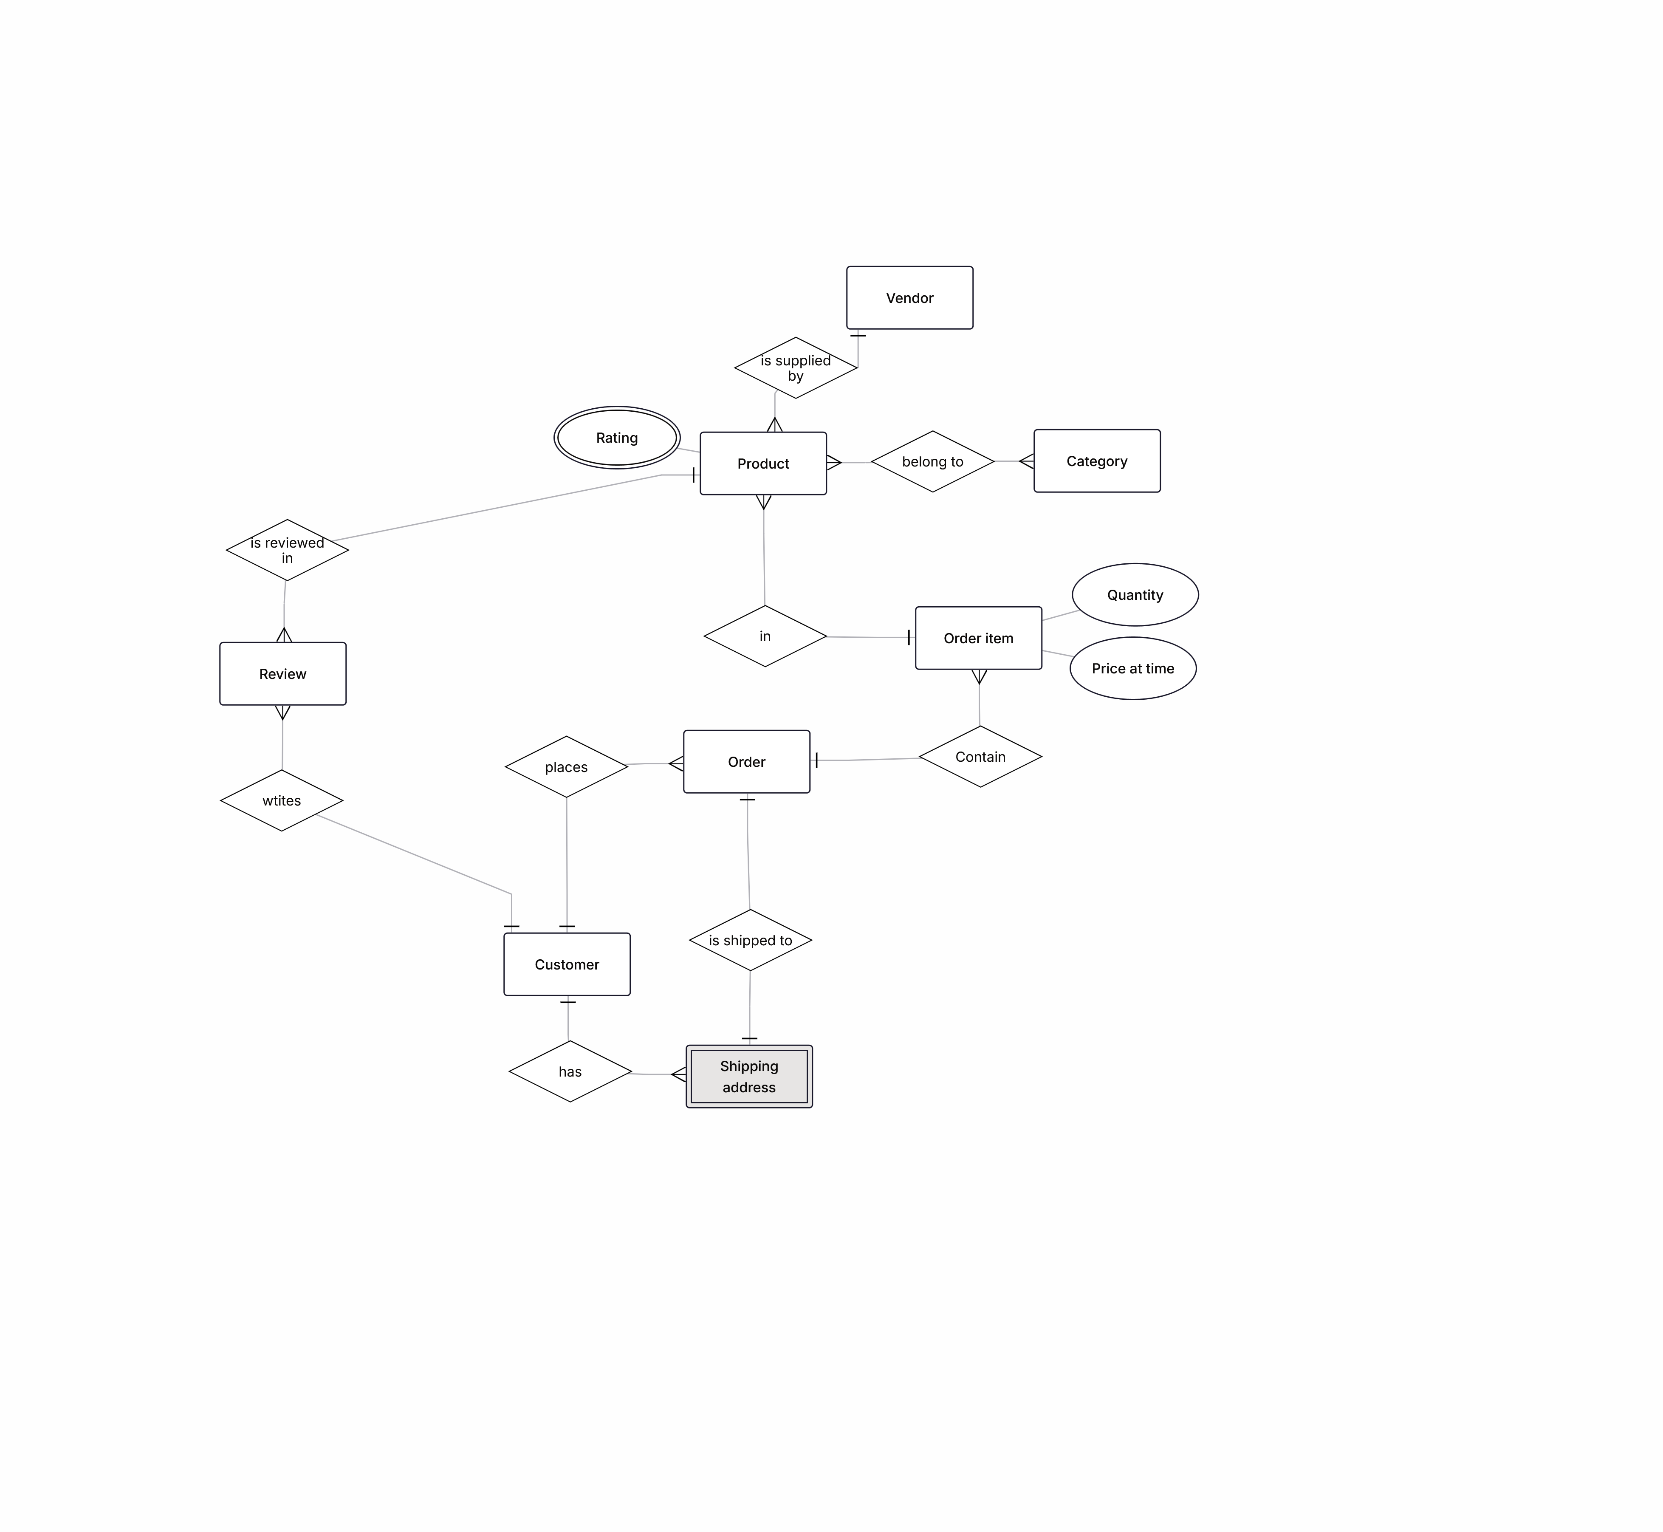 Vendor
is supplied
by
Rating
Product
belong to
Category
is reviewed
in
Quantity
in
Order item
Price at time
Review
places
Order
Contain
wtites
is shipped to
Customer
has
Shipping
address